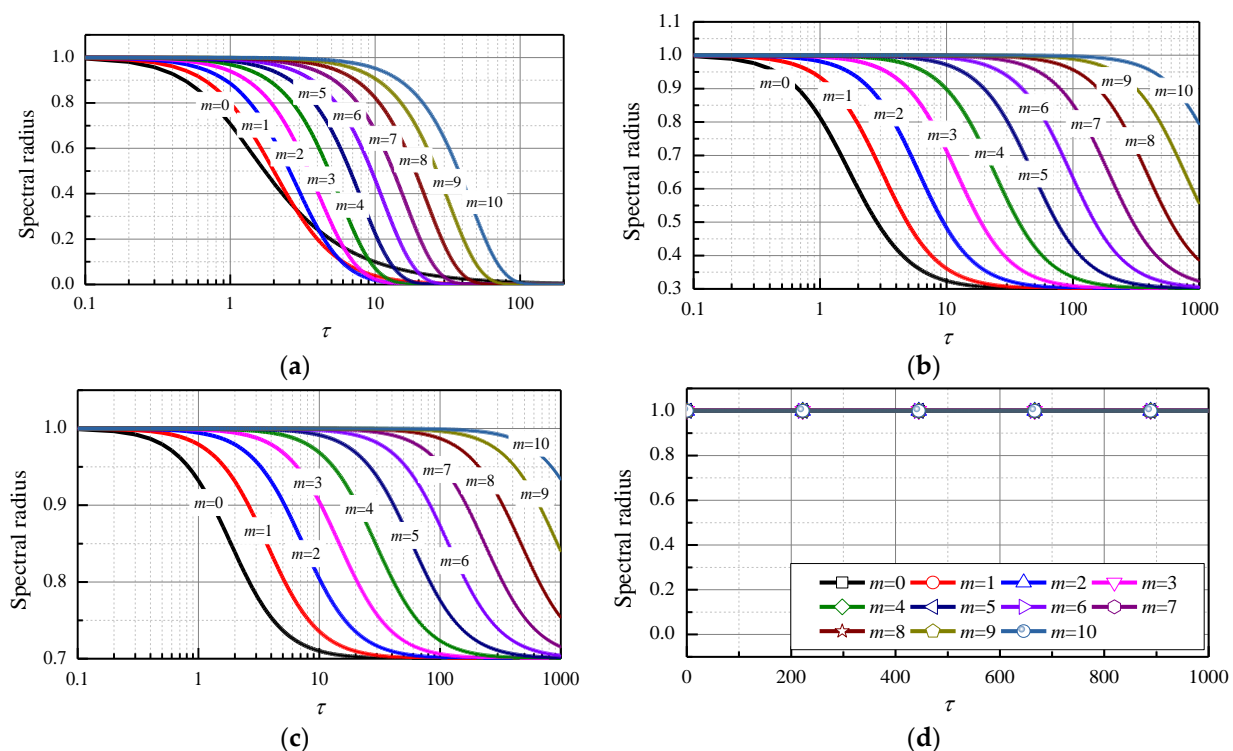 Spectral radius
1.0
0.8
0.6
0.4
0.2
0.0
m=0
m=1
m=2
m=3
m=4
m=5
m=6
m=7
m=8
m=9
m=10
0.1 1 10 100
τ
(a)
Spectral radius
1.1
1.0
0.9
0.8
0.7
0.6
0.5
0.4
0.3
m=0
m=1
m=2
m=3
m=4
m=5
m=6
m=7
m=8
m=9
m=10
0.1 1 10 100 1000
τ
(b)
Spectral radius
1.0
0.9
0.8
0.7
m=0
m=1
m=2
m=3
m=4
m=5
m=6
m=7
m=8
m=9
m=10
0.1 1 10 100 1000
τ
(c)
Spectral radius
1.0
0.8
0.6
0.4
0.2
0.0
m=0 m=1 m=2 m=3
m=4 m=5 m=6 m=7
m=8 m=9 m=10
0 200 400 600 800 1000
τ
(d)